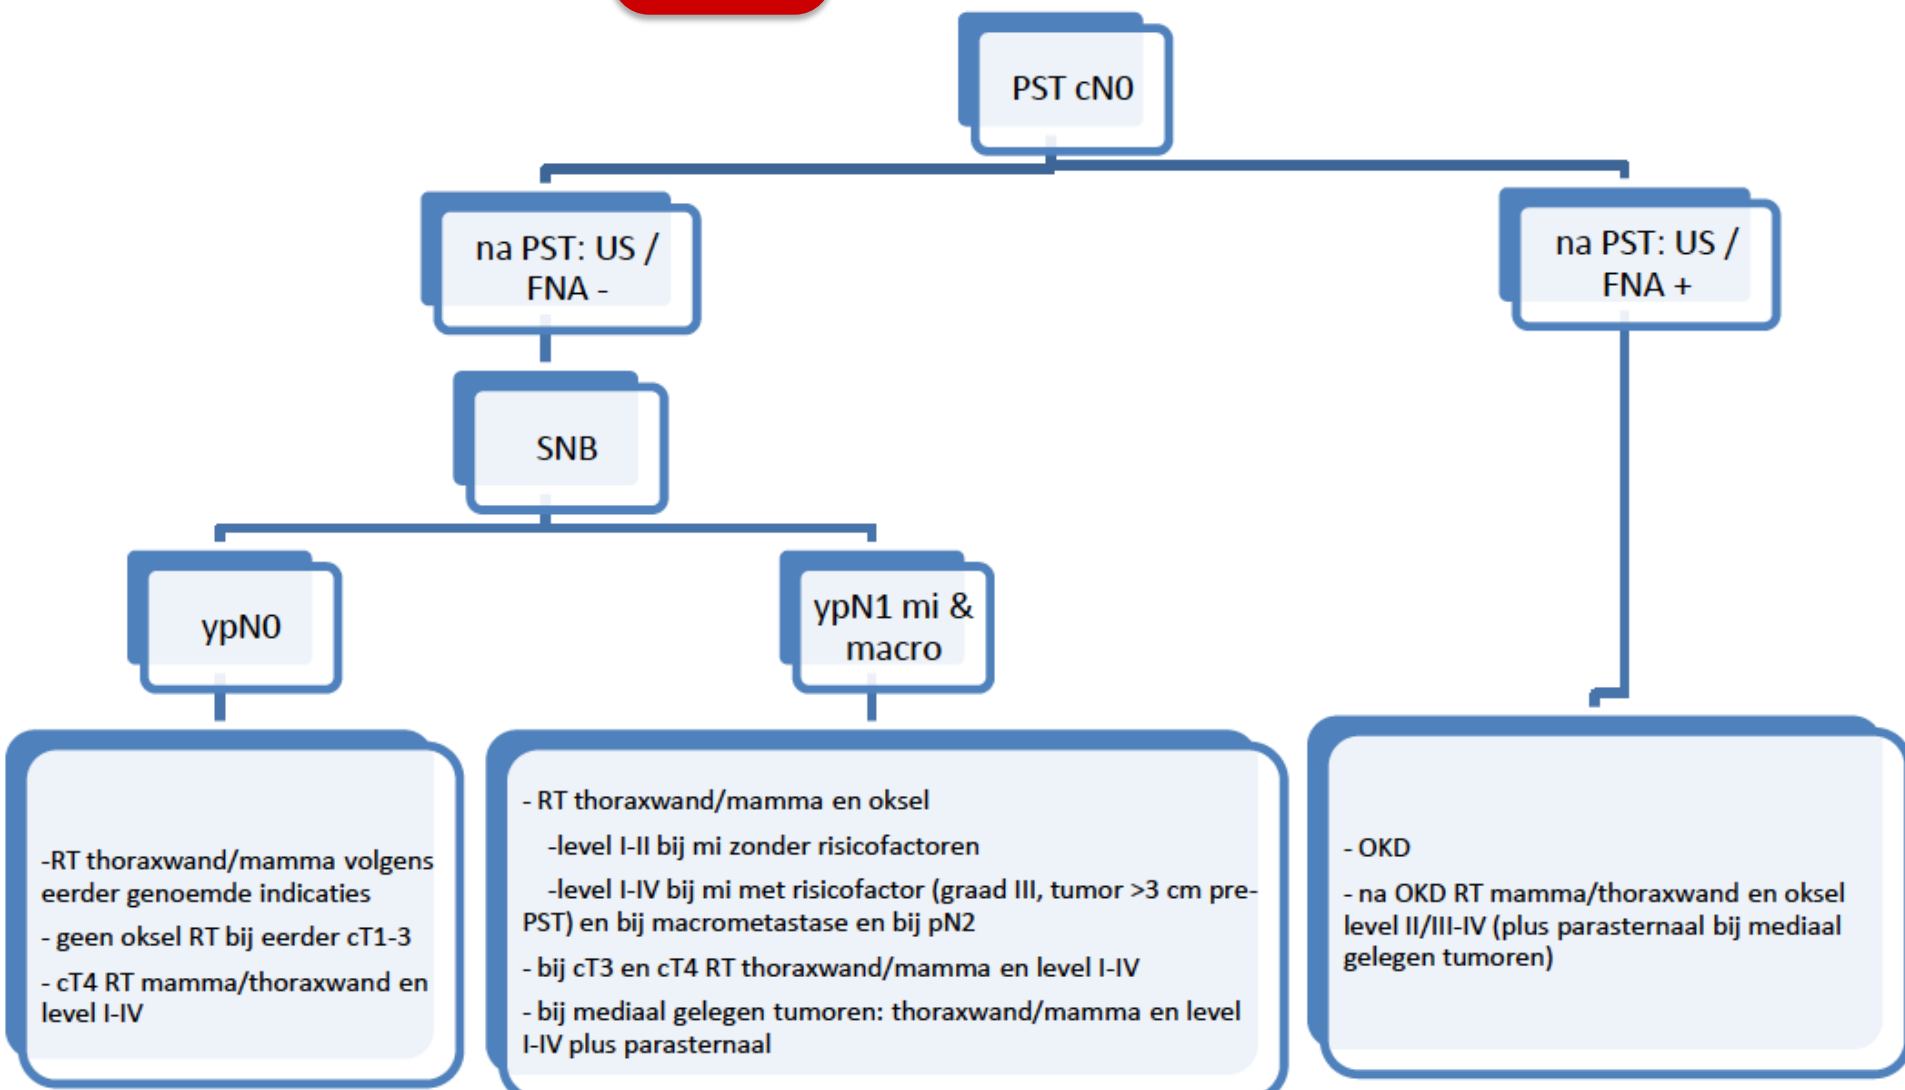 PST cN0
na PST: US /
FNA -
na PST: US /
FNA +
SNB
ypN0
ypN1 mi &
macro
-RT thoraxwand/mamma volgens
eerder genoemde indicaties
- geen oksel RT bij eerder cT1-3
- cT4 RT mamma/thoraxwand en
level I-IV
- RT thoraxwand/mamma en oksel
-level I-II bij mi zonder risicofactoren
-level I-IV bij mi met risicofactor (graad III, tumor >3 cm pre-
PST) en bij macrometastase en bij pN2
- bij cT3 en cT4 RT thoraxwand/mamma en level I-IV
- bij mediaal gelegen tumoren: thoraxwand/mamma en level
I-IV plus parasternaal
- OKD
- na OKD RT mamma/thoraxwand en oksel
level II/III-IV (plus parasternaal bij mediaal
gelegen tumoren)